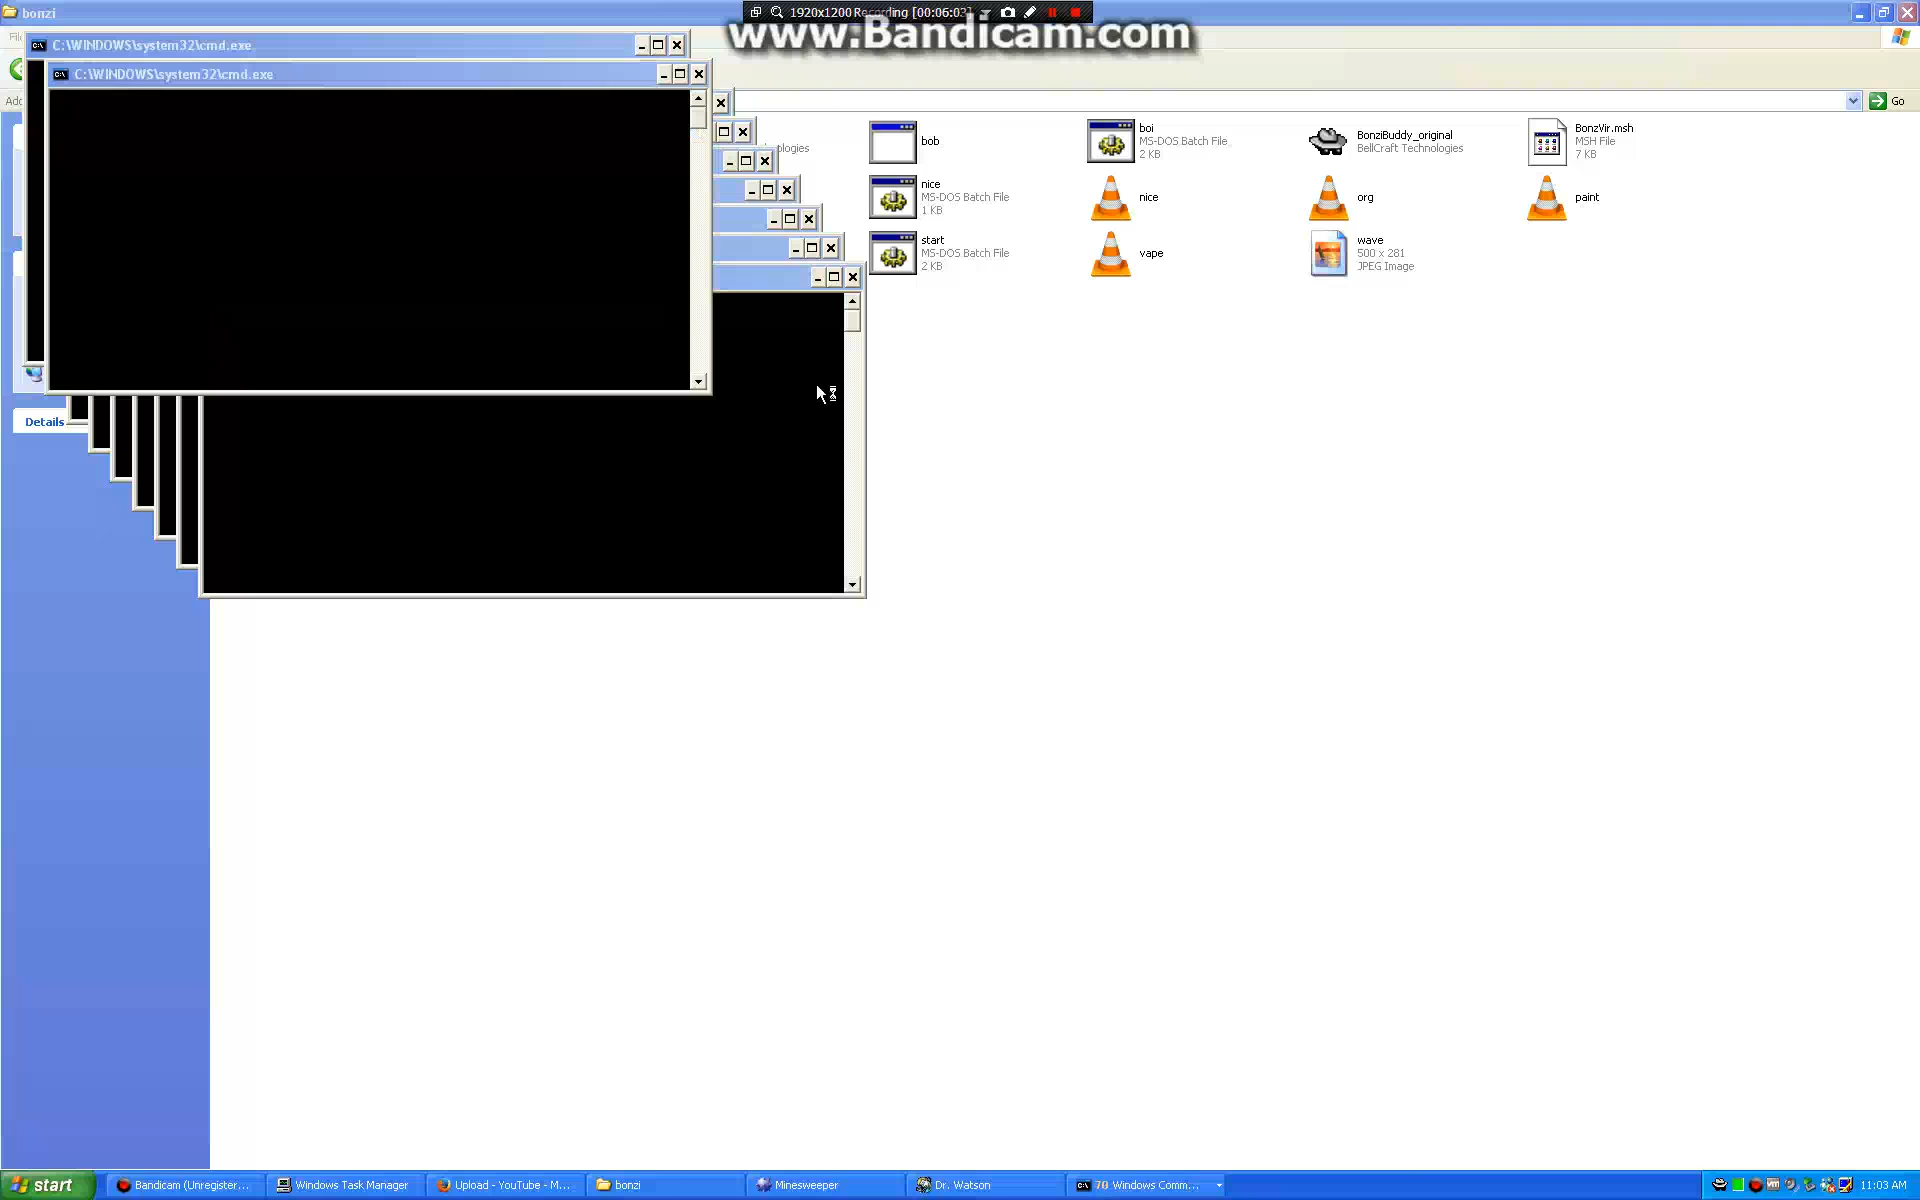 bonzi
1920x1200 Recording [00:06:03]
www.Bandicam.com
C:\WINDOWS\system32\cmd.exe
C:\WINDOWS\system32\cmd.exe
Go
bob
boi
MS-DOS Batch File
2 KB
BonziBuddy_original
BellCraft Technologies
BonzVir.msh
MSH File
7 KB
nice
MS-DOS Batch File
1 KB
nice
org
paint
start
MS-DOS Batch File
2 KB
vape
wave
500 x 281
JPEG Image
Details
start
Bandicam (Unregister...
Windows Task Manager
Upload - YouTube - M...
bonzi
Minesweeper
Dr. Watson
70 Windows Comm...
11:03 AM